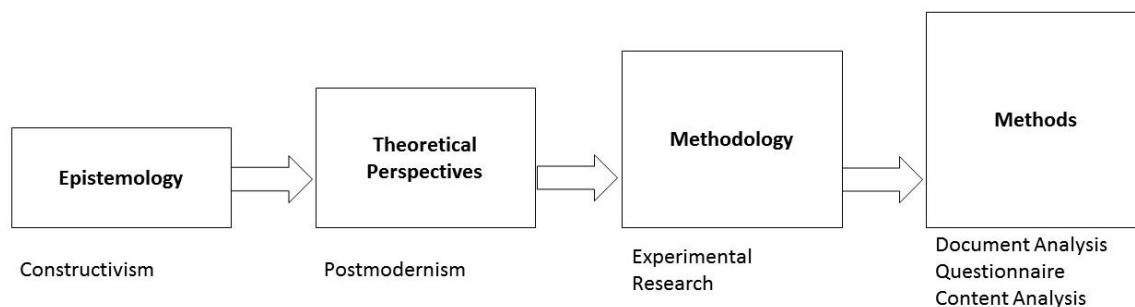 Epistemology
Theoretical
Perspectives
Methodology
Methods
Constructivism
Postmodernism
Experimental
Research
Document Analysis
Questionnaire
Content Analysis